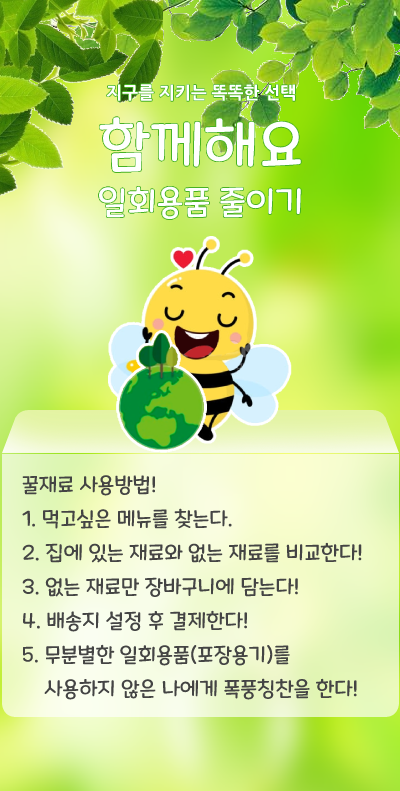 지구를 지키는 똑똑한 선택
함께해요
일회용품 줄이기
꿀재료 사용방법!
1. 먹고싶은 메뉴를 찾는다.
2. 집에 있는 재료와 없는 재료를 비교한다!
3. 없는 재료만 장바구니에 담는다!
4. 배송지 설정 후 결제한다!
5. 무분별한 일회용품(포장용기)를
사용하지 않은 나에게 폭풍칭찬을 한다!